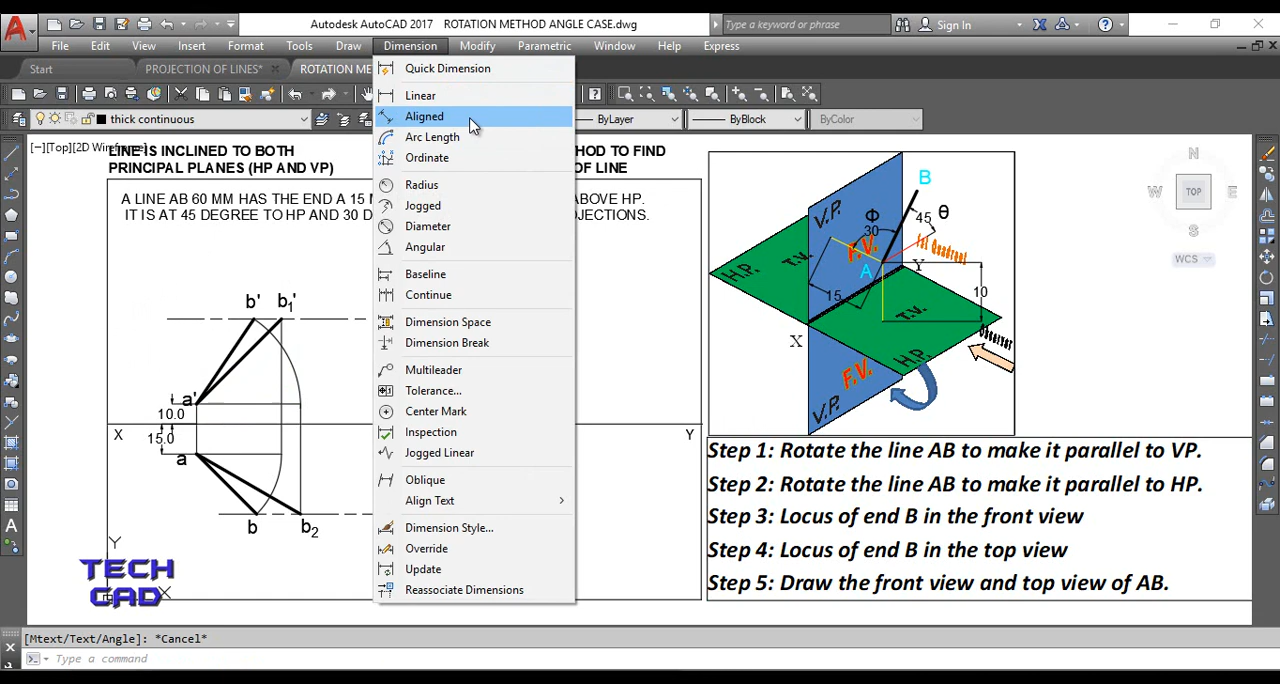 Autodesk AutoCAD 2017 ROTATION METHOD ANGLE CASE.dwg
Type a keyword or phrase
Sign In
File Edit View Insert Format Tools Draw Dimension Modify Parametric Window Help Express
Start
PROJECTION OF LINES*
ROTATION ME
thick continuous
ByLayer
ByBlock
ByColor
Quick Dimension
Linear
Aligned
Arc Length
Ordinate
Radius
Jogged
Diameter
Angular
Baseline
Continue
Dimension Space
Dimension Break
Multileader
Tolerance...
Center Mark
Inspection
Jogged Linear
Oblique
Align Text
Dimension Style...
Override
Update
Reassociate Dimensions
[−][Top][2D Wireframe]
LINE IS INCLINED TO BOTH
PRINCIPAL PLANES (HP AND VP)
HOD TO FIND
OF LINE
A LINE AB 60 MM HAS THE END A 15 M
ABOVE HP.
IT IS AT 45 DEGREE TO HP AND 30 D
OJECTIONS.
b' b1'
a'
10.0
X
Y
15.0
a
b
b2
Y
X
TECH
CAD
B
V.P.
Φ
45 θ
30
F.V.
1st Quadrant
T.V.
A
Y
H.P.
15
10
T.V.
X
H.P.
F.V.
V.P.
N
W TOP E
S
WCS
Step 1: Rotate the line AB to make it parallel to VP.
Step 2: Rotate the line AB to make it parallel to HP.
Step 3: Locus of end B in the front view
Step 4: Locus of end B in the top view
Step 5: Draw the front view and top view of AB.
[Mtext/Text/Angle]: *Cancel*
Type a command